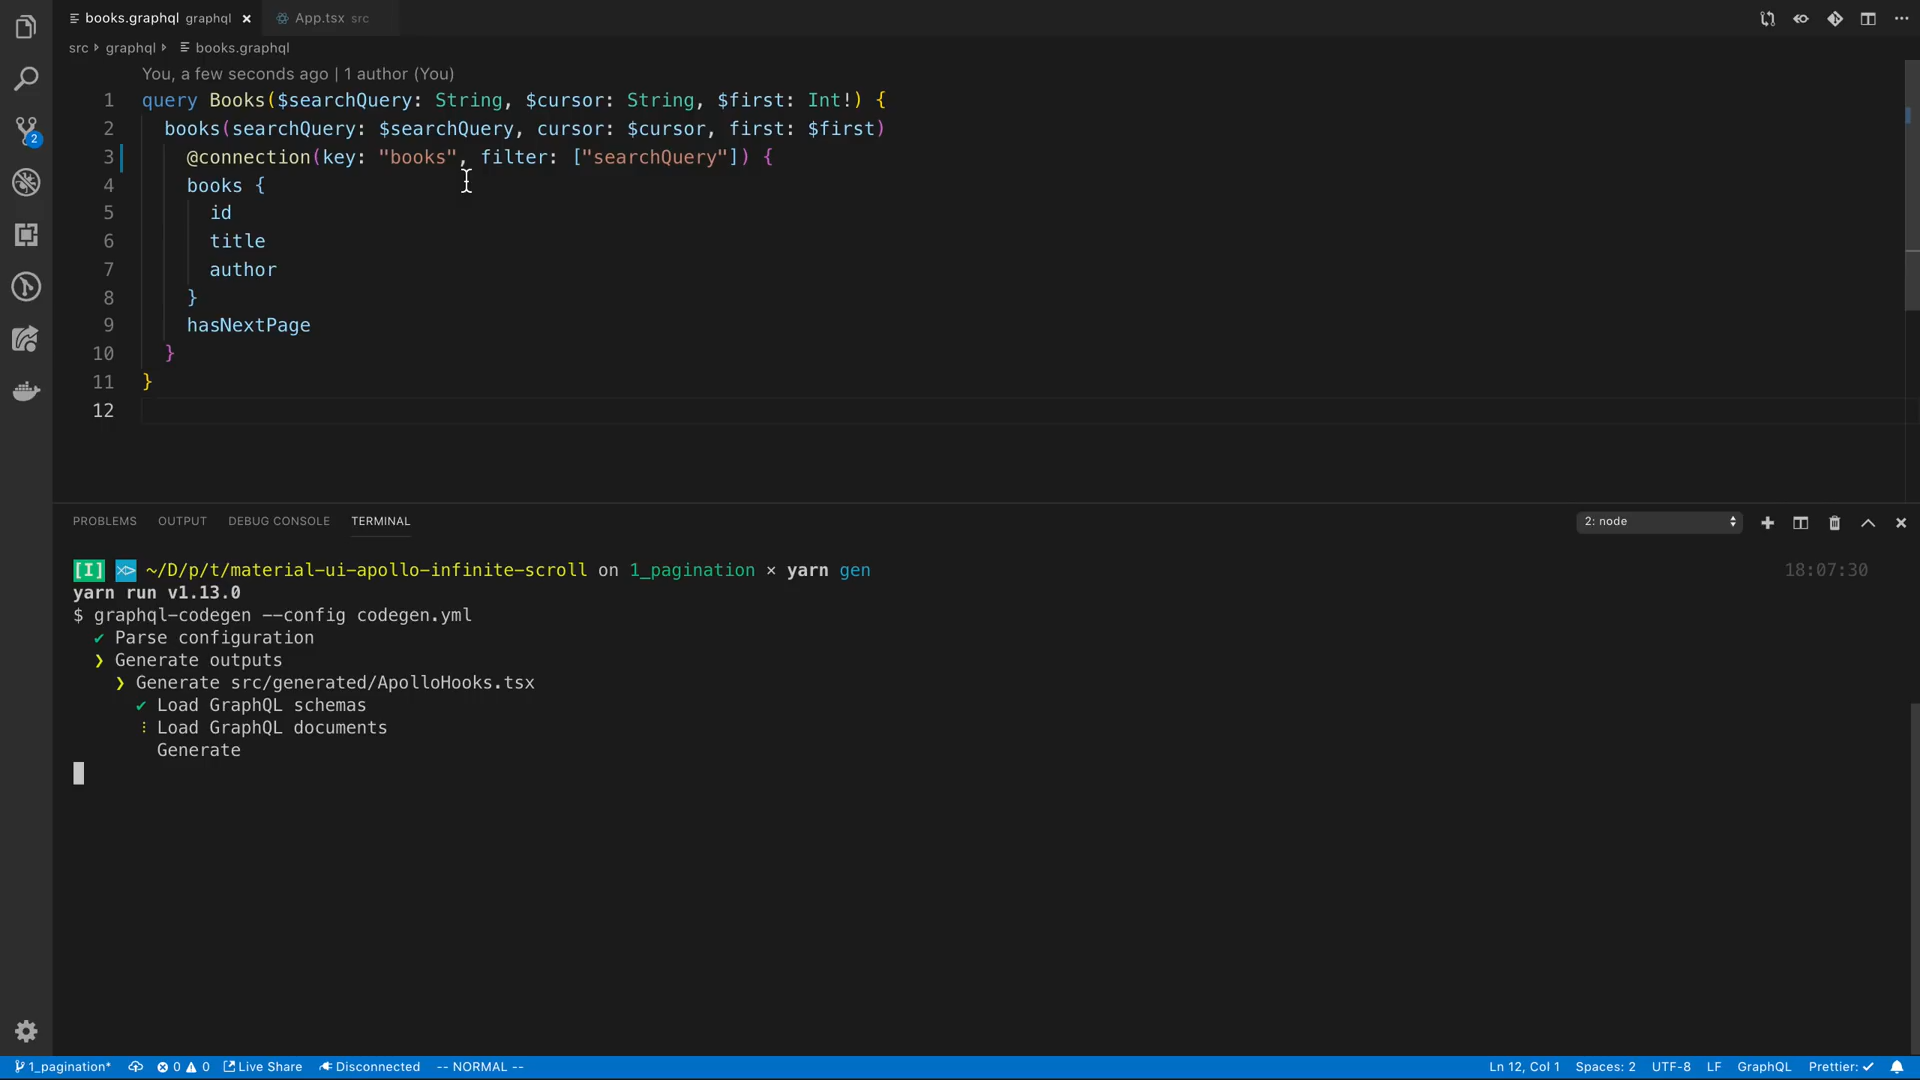 books.graphql graphql
App.tsx src
src graphql books.graphql
You, a few seconds ago | 1 author (You)
1 query Books($searchQuery: String, $cursor: String, $first: Int!) {
2 books(searchQuery: $searchQuery, cursor: $cursor, first: $first)
3 @connection(key: "books", filter: ["searchQuery"]) {
4 books {
5 id
6 title
7 author
8 }
9 hasNextPage
10 }
11 }
12
2
PROBLEMS OUTPUT DEBUG CONSOLE TERMINAL
2: node
[I] ~/D/p/t/material-ui-apollo-infinite-scroll on 1_pagination × yarn gen 18:07:30
yarn run v1.13.0
$ graphql-codegen --config codegen.yml
✔ Parse configuration
❯ Generate outputs
❯ Generate src/generated/ApolloHooks.tsx
✔ Load GraphQL schemas
⠇ Load GraphQL documents
Generate
1_pagination* 0 0 Live Share Disconnected -- NORMAL -- Ln 12, Col 1 Spaces: 2 UTF-8 LF GraphQL Prettier: ✔